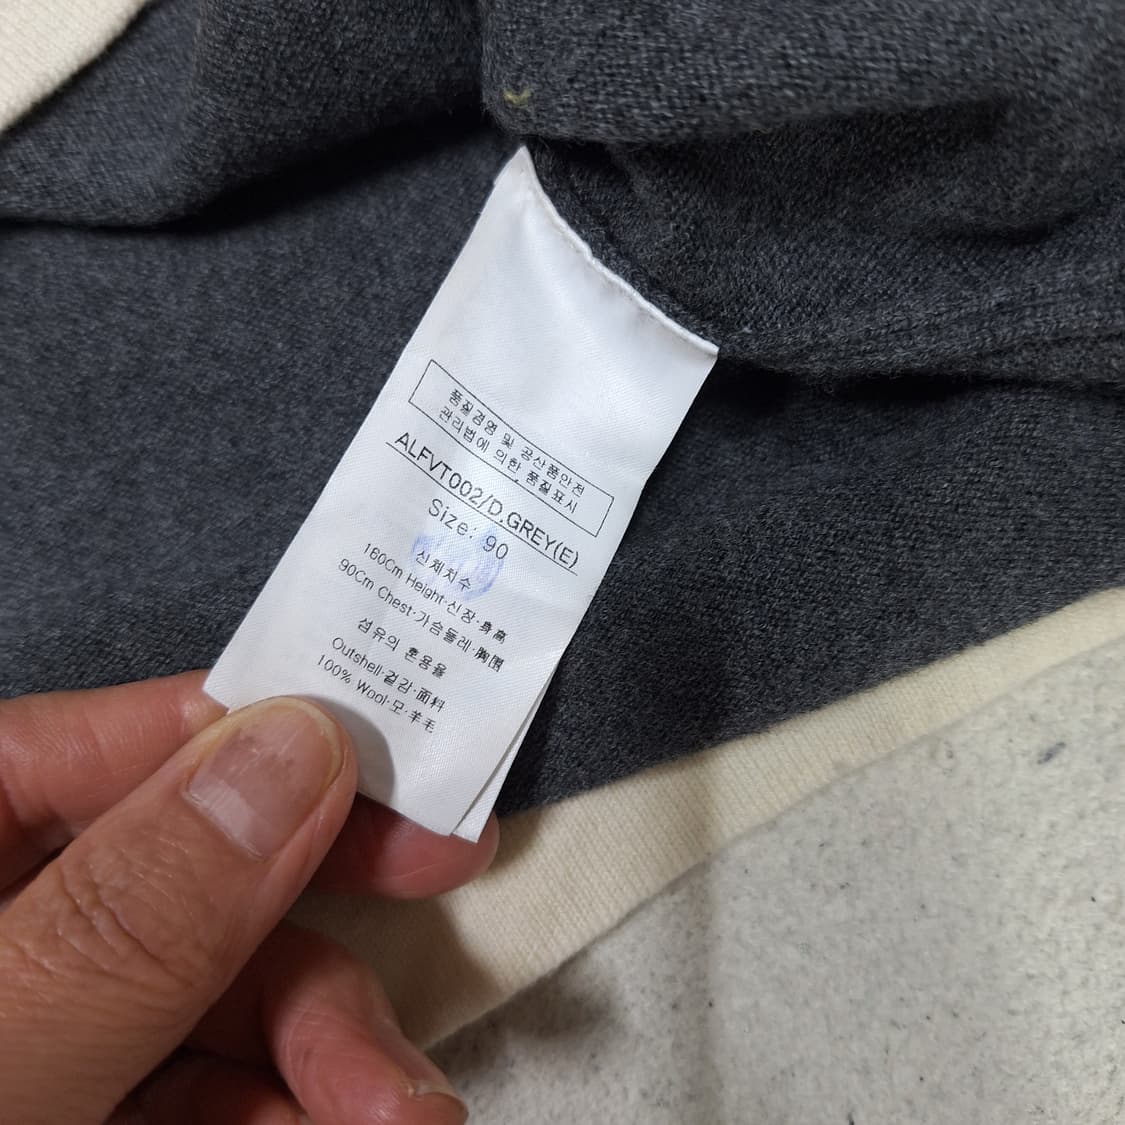 품질경영 및 공산품안전
관리법에 의한 품질표시
ALFVT002/D.GREY(E)
Size: 90
신체치수
160Cm Height·신장·身高
90Cm Chest·가슴둘레·胸围
섬유의 혼용율
Outshell·겉감·面料
100% Wool·모·羊毛